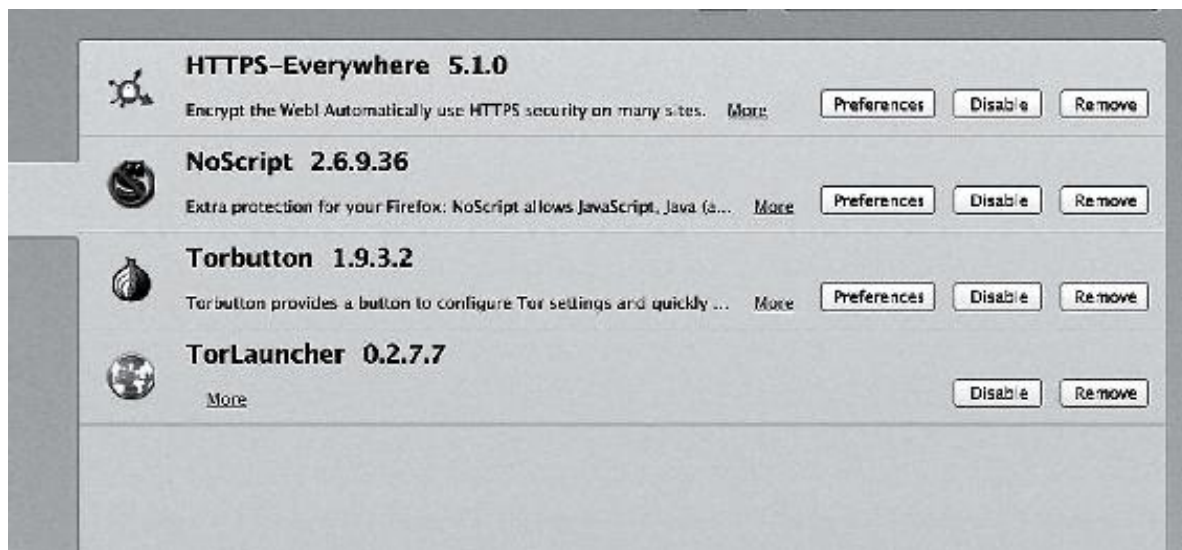 HTTPS-Everywhere 5.1.0
Encrypt the Web! Automatically use HTTPS security on many sites. More Preferences Disable Remove
NoScript 2.6.9.36
Extra protection for your Firefox: NoScript allows JavaScript, Java (a... More Preferences Disable Remove
Torbutton 1.9.3.2
Torbutton provides a button to configure Tor settings and quickly ... More Preferences Disable Remove
TorLauncher 0.2.7.7
More Disable Remove